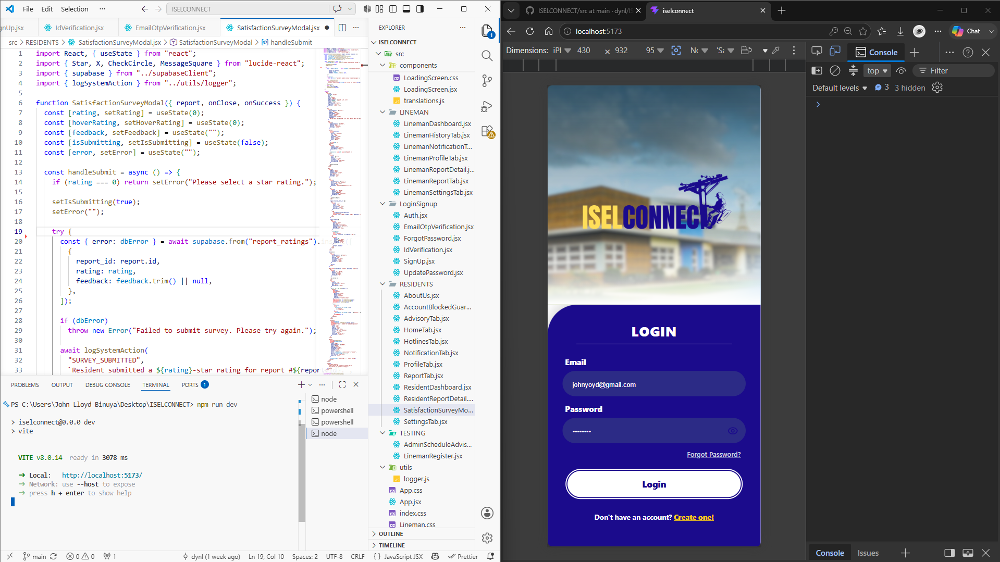 File Edit Selection ··· ISELCONNECT
nUp.jsx IdVerification.jsx EmailOtpVerification.jsx SatisfactionSurveyModal.jsx ● ···
src > RESIDENTS > SatisfactionSurveyModal.jsx > SatisfactionSurveyModal > handleSubmit
1 import React, { useState } from "react";
2 import { Star, X, CheckCircle, MessageSquare } from "lucide-react";
3 import { supabase } from "../supabaseClient";
4 import { logSystemAction } from "../utils/logger";
5
6 function SatisfactionSurveyModal({ report, onClose, onSuccess }) {
7 const [rating, setRating] = useState(0);
8 const [hoverRating, setHoverRating] = useState(0);
9 const [feedback, setFeedback] = useState("");
10 const [isSubmitting, setIsSubmitting] = useState(false);
11 const [error, setError] = useState("");
12
13 const handleSubmit = async () => {
14 if (rating === 0) return setError("Please select a star rating.");
15
16 setIsSubmitting(true);
17 setError("");
18
19 try {
20 const { error: dbError } = await supabase.from("report_ratings").
21 {
22 report_id: report.id,
23 rating: rating,
24 feedback: feedback.trim() || null,
25 },
26 ]);
27
28 if (dbError)
29 throw new Error("Failed to submit survey. Please try again.");
30
31 await logSystemAction(
32 "SURVEY_SUBMITTED",
33 `Resident submitted a ${rating}-star rating for report #${repor
PROBLEMS OUTPUT DEBUG CONSOLE TERMINAL PORTS 1 ···
PS C:\Users\John Lloyd Binuya\Desktop\ISELCONNECT> npm run dev
> iselconnect@0.0.0 dev
> vite
VITE v8.0.14 ready in 3078 ms
➜ Local: http://localhost:5173/
➜ Network: use --host to expose
➜ press h + enter to show help
node
powershell
powershell
node
EXPLORER ···
ISELCONNECT
src
components
LoadingScreen.css
LoadingScreen.jsx
translations.js
LINEMAN
LinemanDashboard.jsx
LinemanHistoryTab.jsx
LinemanNotificationT...
LinemanProfileTab.jsx
LinemanReportDetail.j...
LinemanReportTab.jsx
LinemanSettingsTab.jsx
LoginSignup
Auth.jsx
EmailOtpVerification.jsx
ForgotPassword.jsx
IdVerification.jsx
SignUp.jsx
UpdatePassword.jsx
RESIDENTS
AboutUs.jsx
AccountBlockedGuar...
AdvisoryTab.jsx
HomeTab.jsx
HotlinesTab.jsx
NotificationTab.jsx
ProfileTab.jsx
ReportTab.jsx
ResidentDashboard.jsx
ResidentReportDetail....
SatisfactionSurveyMo...
SettingsTab.jsx
TESTING
AdminScheduleAdvis...
LinemanRegister.jsx
utils
logger.js
App.css
App.jsx
index.css
Lineman.css
OUTLINE
TIMELINE
1
main 0 0 1 dynl (1 week ago) Ln 19, Col 10 Spaces: 2 UTF-8 CRLF { } JavaScript JSX Prettier
ISELCONNECT/src at main · dynl/IS iselconnect
localhost:5173 Chat
Dimensions: iPl 430 × 932 95 Nc 'Sa
ISELCONNECT
LOGIN
Email
johnyoyd@gmail.com
Password
••••••••
Forgot Password?
Login
Don't have an account? Create one!
Console
top Filter
Default levels 3 3 hidden
Console Issues